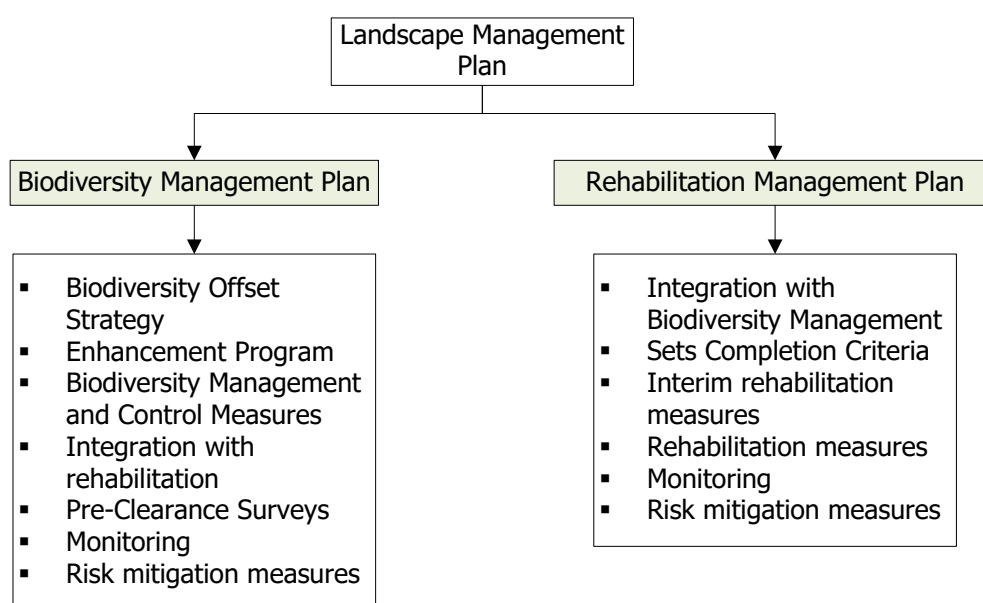 Landscape Management
Plan
Biodiversity Management Plan
▪ Biodiversity Offset
Strategy
▪ Enhancement Program
▪ Biodiversity Management
and Control Measures
▪ Integration with
rehabilitation
▪ Pre-Clearance Surveys
▪ Monitoring
▪ Risk mitigation measures
Rehabilitation Management Plan
▪ Integration with
Biodiversity Management
▪ Sets Completion Criteria
▪ Interim rehabilitation
measures
▪ Rehabilitation measures
▪ Monitoring
▪ Risk mitigation measures